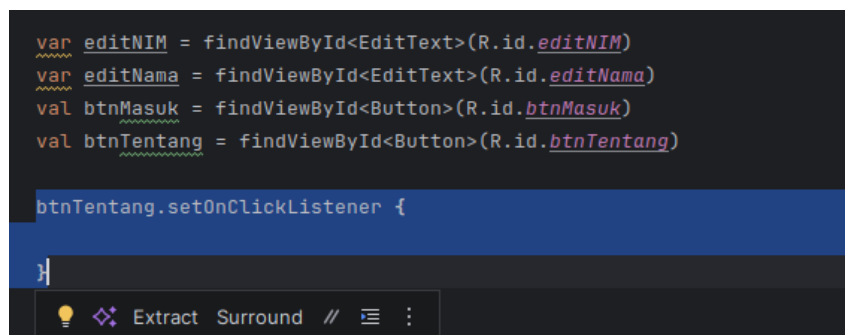 var editNIM = findViewById<EditText>(R.id.editNIM)
var editNama = findViewById<EditText>(R.id.editNama)
val btnMasuk = findViewById<Button>(R.id.btnMasuk)
val btnTentang = findViewById<Button>(R.id.btnTentang)
btnTentang.setOnClickListener {
}
Extract Surround //